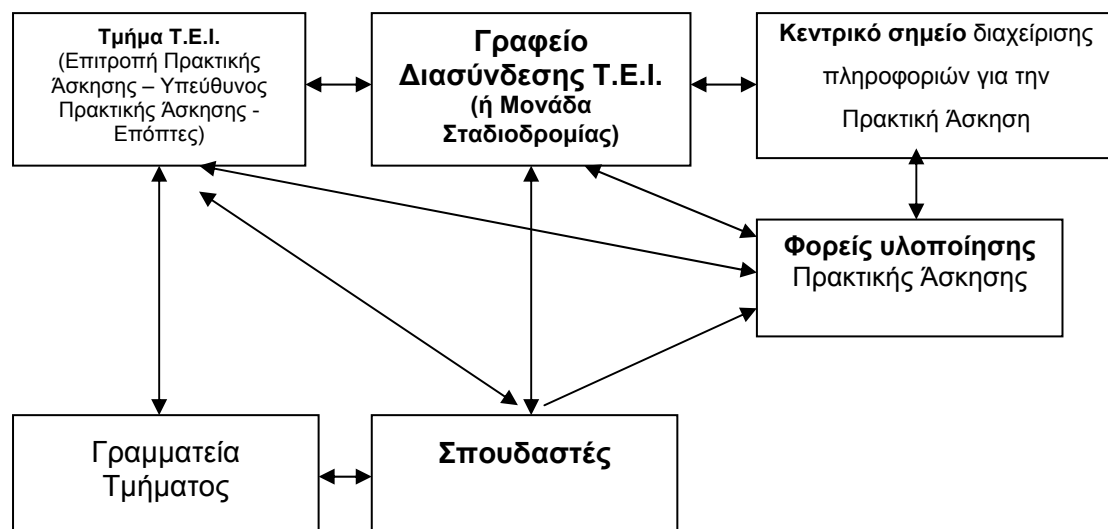 Τμήμα Τ.Ε.Ι.
(Επιτροπή Πρακτικής
Άσκησης – Υπεύθυνος
Πρακτικής Άσκησης -
Επόπτες)
Γραφείο
Διασύνδεσης Τ.Ε.Ι.
(ή Μονάδα
Σταδιοδρομίας)
Κεντρικό σημείο διαχείρισης
πληροφοριών για την
Πρακτική Άσκηση
Φορείς υλοποίησης
Πρακτικής Άσκησης
Γραμματεία
Τμήματος
Σπουδαστές